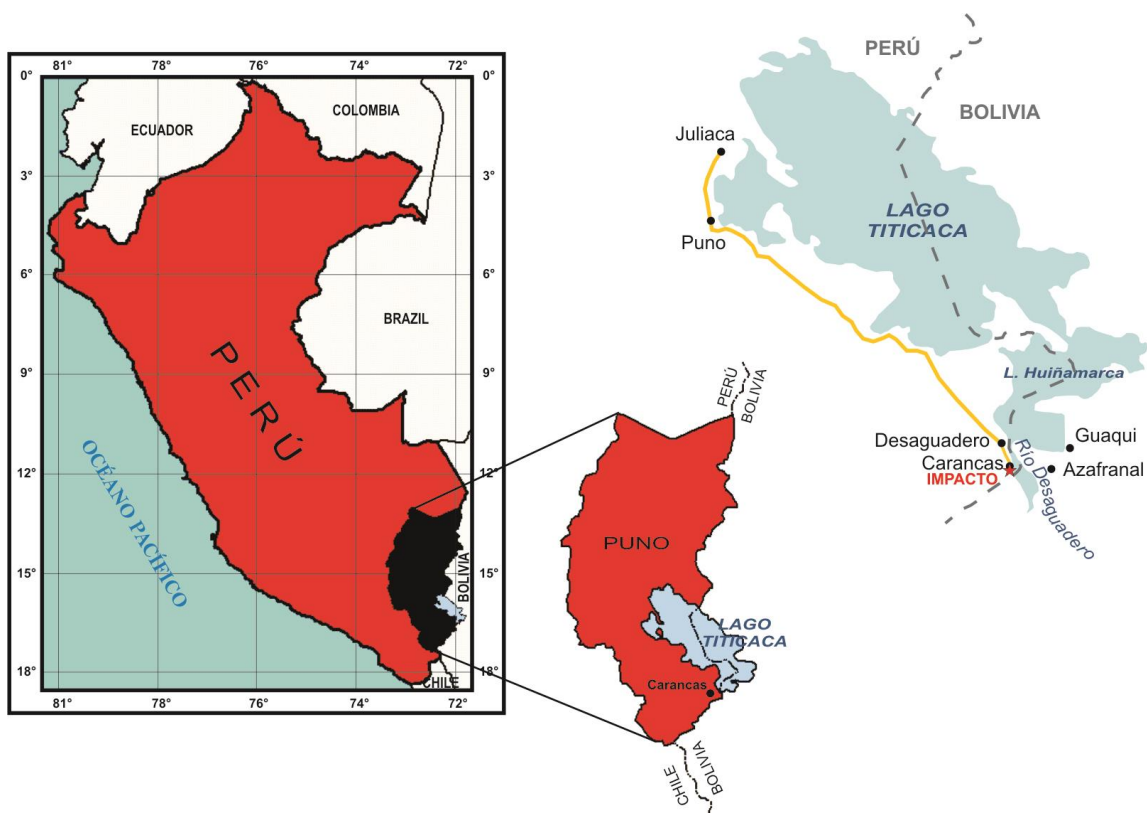 81°
78°
76°
74°
72°
0°
0°
COLOMBIA
ECUADOR
3°
3°
6°
6°
BRAZIL
PERÚ
9°
9°
OCÉANO PACÍFICO
12°
12°
15°
15°
BOLIVIA
18°
18°
CHILE
81°
78°
76°
74°
72°
PERÚ
BOLIVIA
PUNO
LAGO
TITICACA
Carancas
CHILE
BOLIVIA
PERÚ
BOLIVIA
Juliaca
LAGO
TITICACA
Puno
L. Huiñamarca
Desaguadero
Guaqui
Carancas
Azafranal
IMPACTO
Río Desaguadero